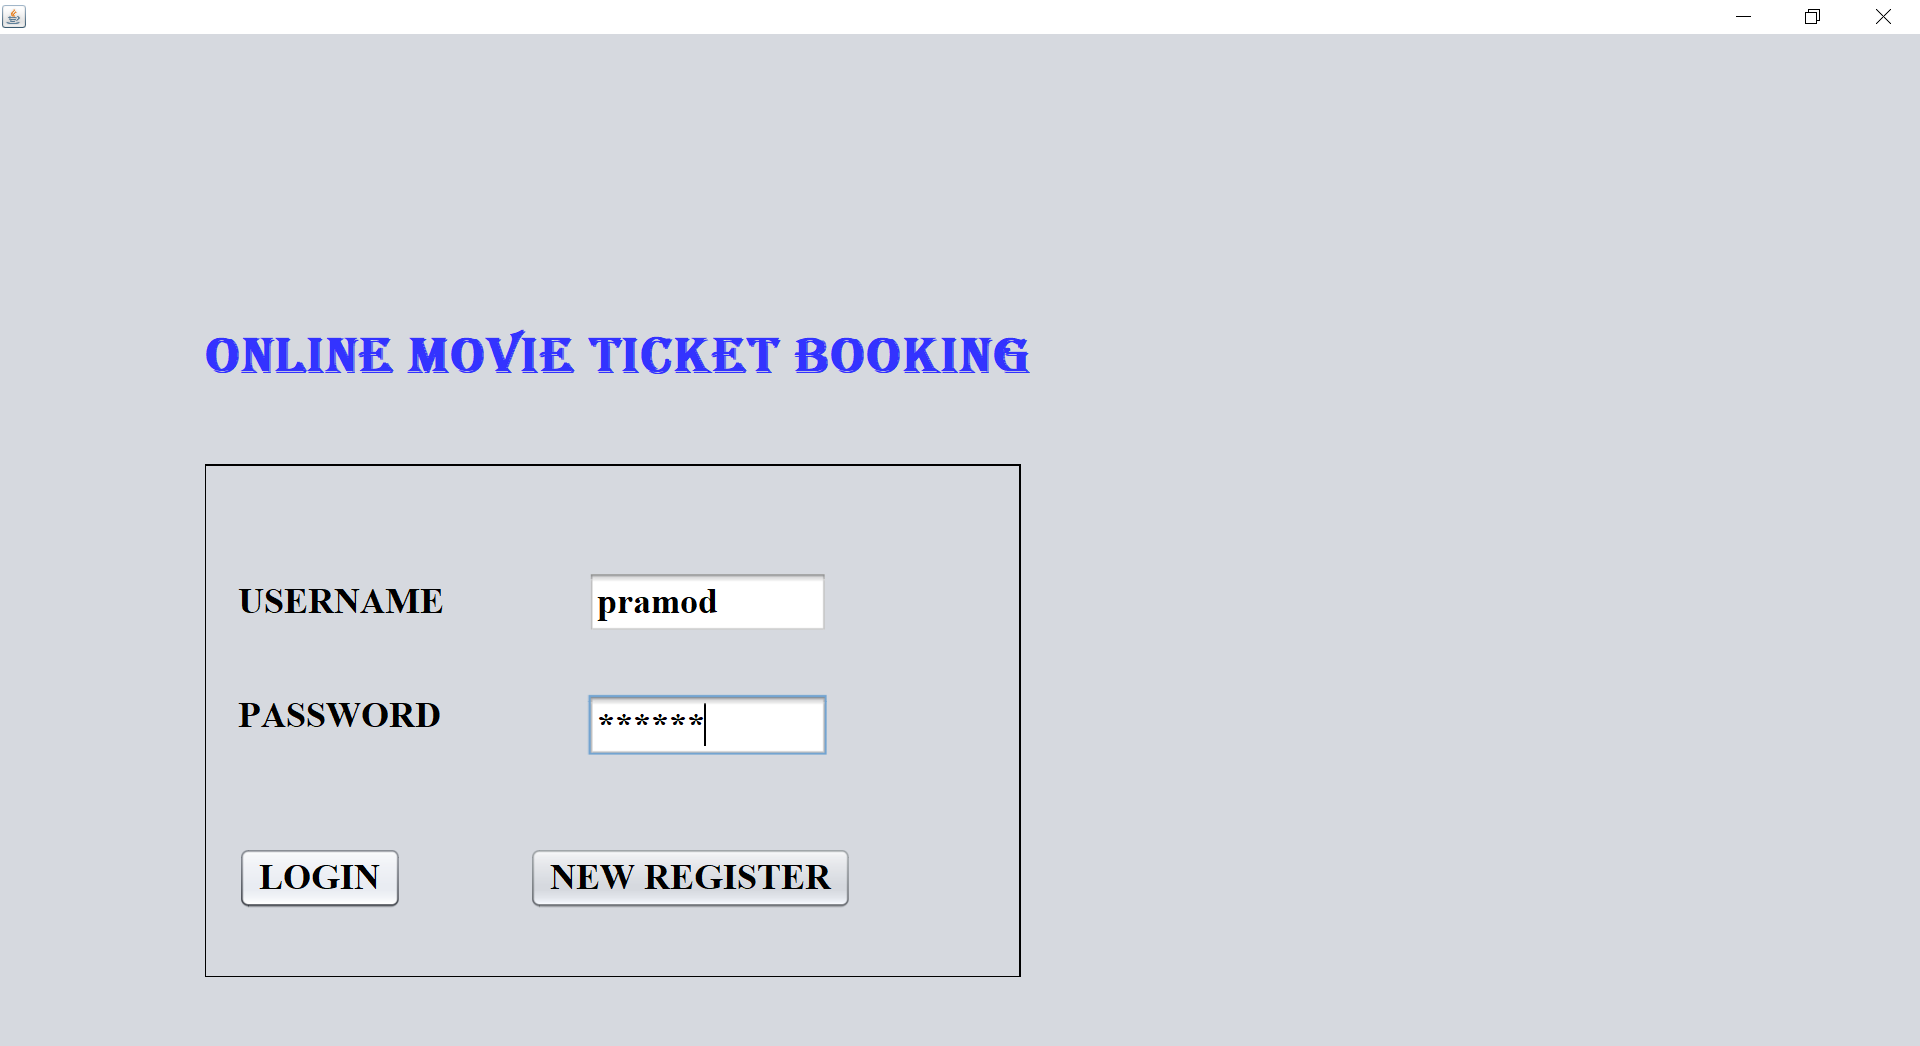 ONLINE MOVIE TICKET BOOKING
USERNAME pramod
PASSWORD ******
LOGIN NEW REGISTER